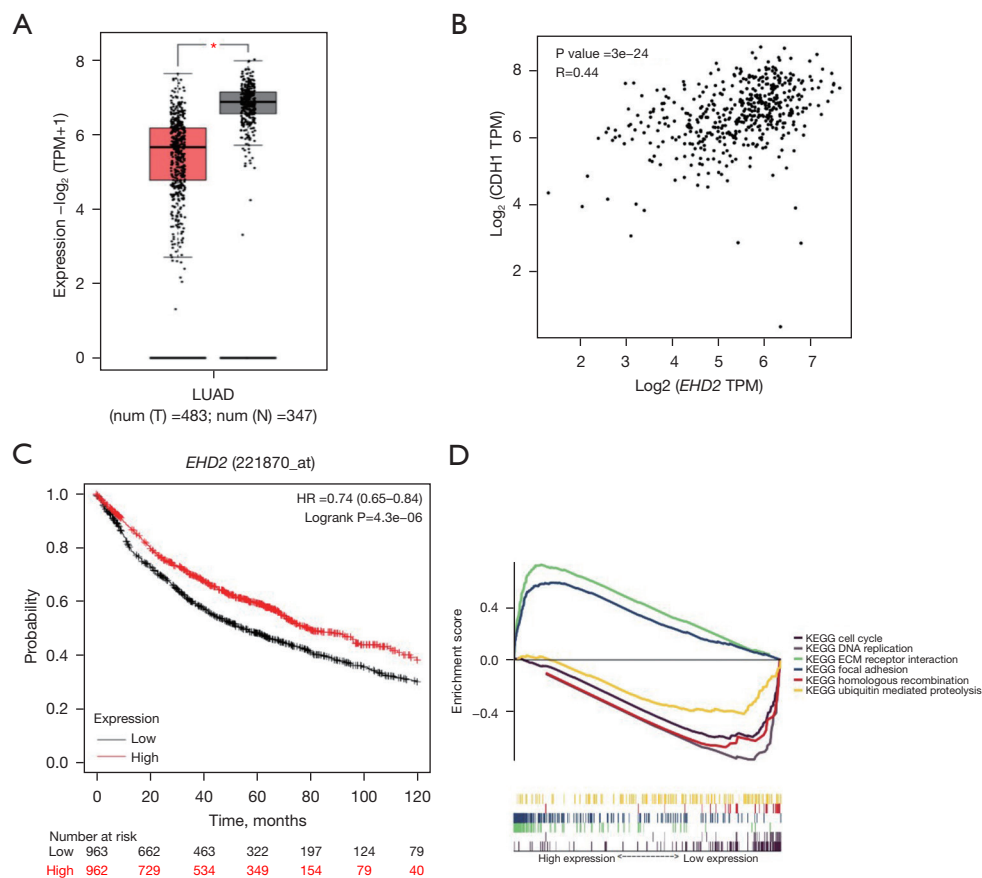 A
*
Expression –log2 (TPM+1)
8
6
4
2
0
LUAD
(num (T) =483; num (N) =347)
B
P value =3e−24
R=0.44
Log2 (CDH1 TPM)
8
6
4
2
2 3 4 5 6 7
Log2 (EHD2 TPM)
C
EHD2 (221870_at)
HR =0.74 (0.65–0.84)
Logrank P=4.3e−06
Probability
1.0
0.8
0.6
0.4
0.2
0.0
Expression
Low
High
0 20 40 60 80 100 120
Time, months
Number at risk
Low 963 662 463 322 197 124 79
High 962 729 534 349 154 79 40
D
Enrichment score
0.4
0.0
−0.4
KEGG cell cycle
KEGG DNA replication
KEGG ECM receptor interaction
KEGG focal adhesion
KEGG homologous recombination
KEGG ubiquitin mediated proteolysis
High expression <----------> Low expression